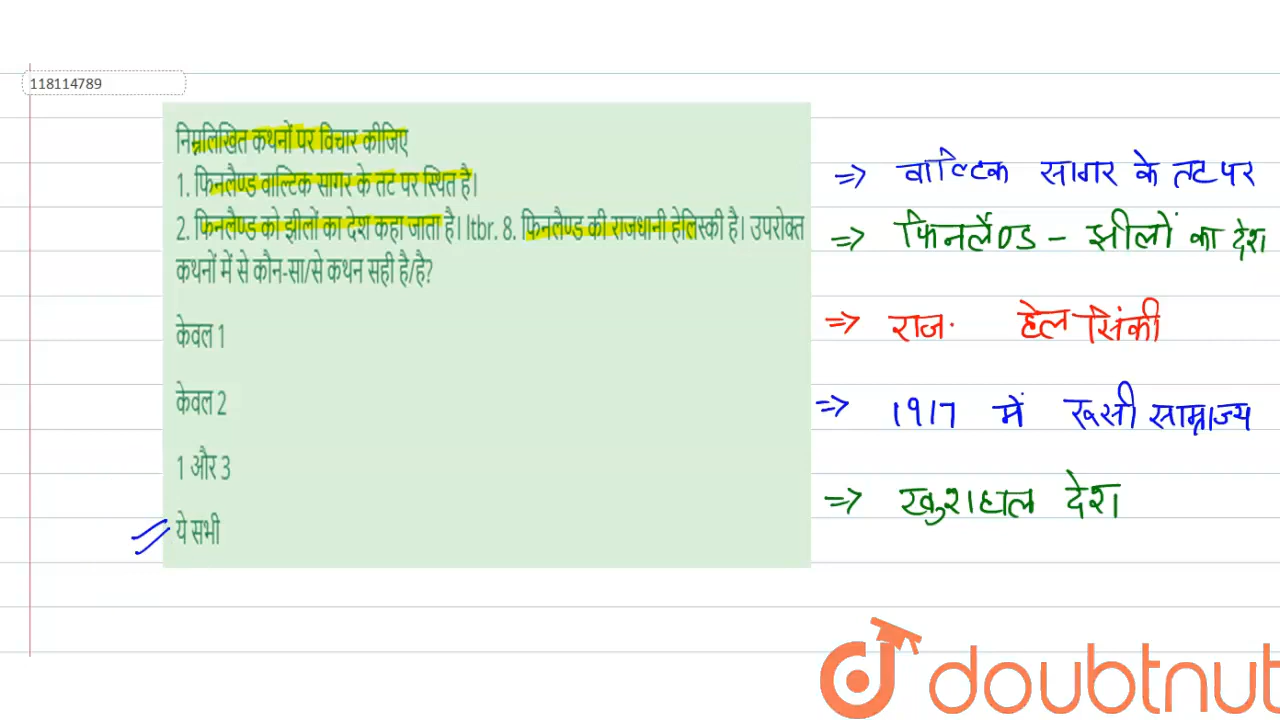 118114789
निम्नलिखित कथनों पर विचार कीजिए
1. फिनलैण्ड वाल्टिक सागर के तट पर स्थित है।
2. फिनलैण्ड को झीलों का देश कहा जाता है। ltbr. 8. फ़िनलैण्ड की राजधानी हेलिस्की है। उपरोक्त
कथनों में से कौन-सा/से कथन सही है/है?
केवल 1
केवल 2
1 और 3
ये सभी
⇒ वाल्टिक सागर के तट पर
⇒ फिनलैण्ड – झीलों का देश
⇒ राज. हेलसिंकी
⇒ 1917 में रूसी साम्राज्य
⇒ खुशहाल देश
doubtnut